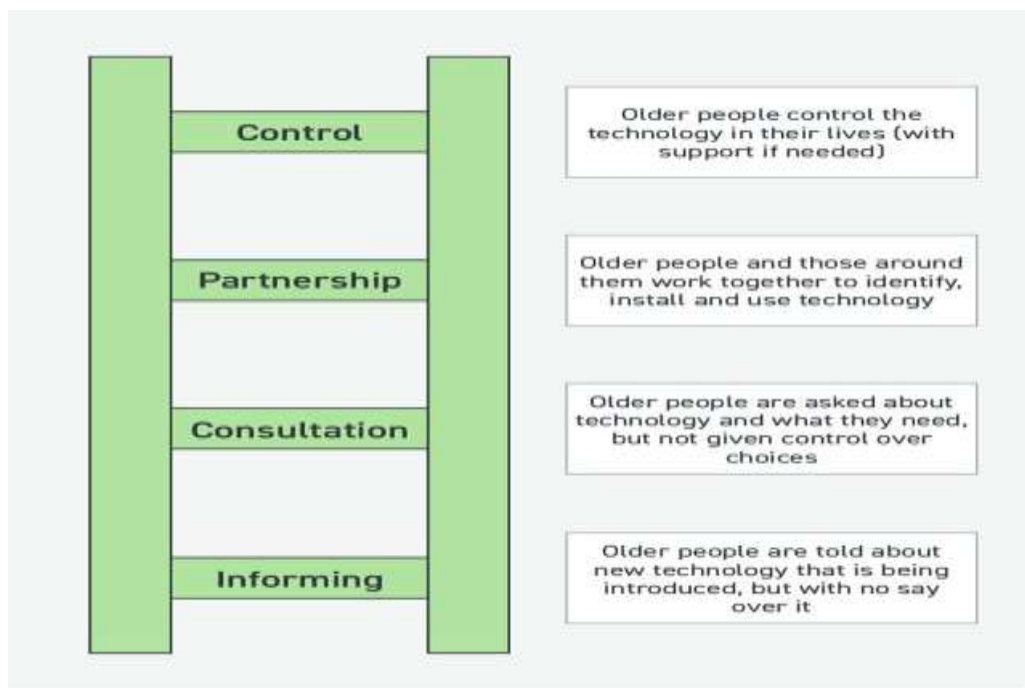 Control
Older people control the
technology in their lives (with
support if needed)
Partnership
Older people and those around
them work together to identify,
install and use technology
Consultation
Older people are asked about
technology and what they need,
but not given control over
choices
Informing
Older people are told about
new technology that is being
introduced, but with no say
over it